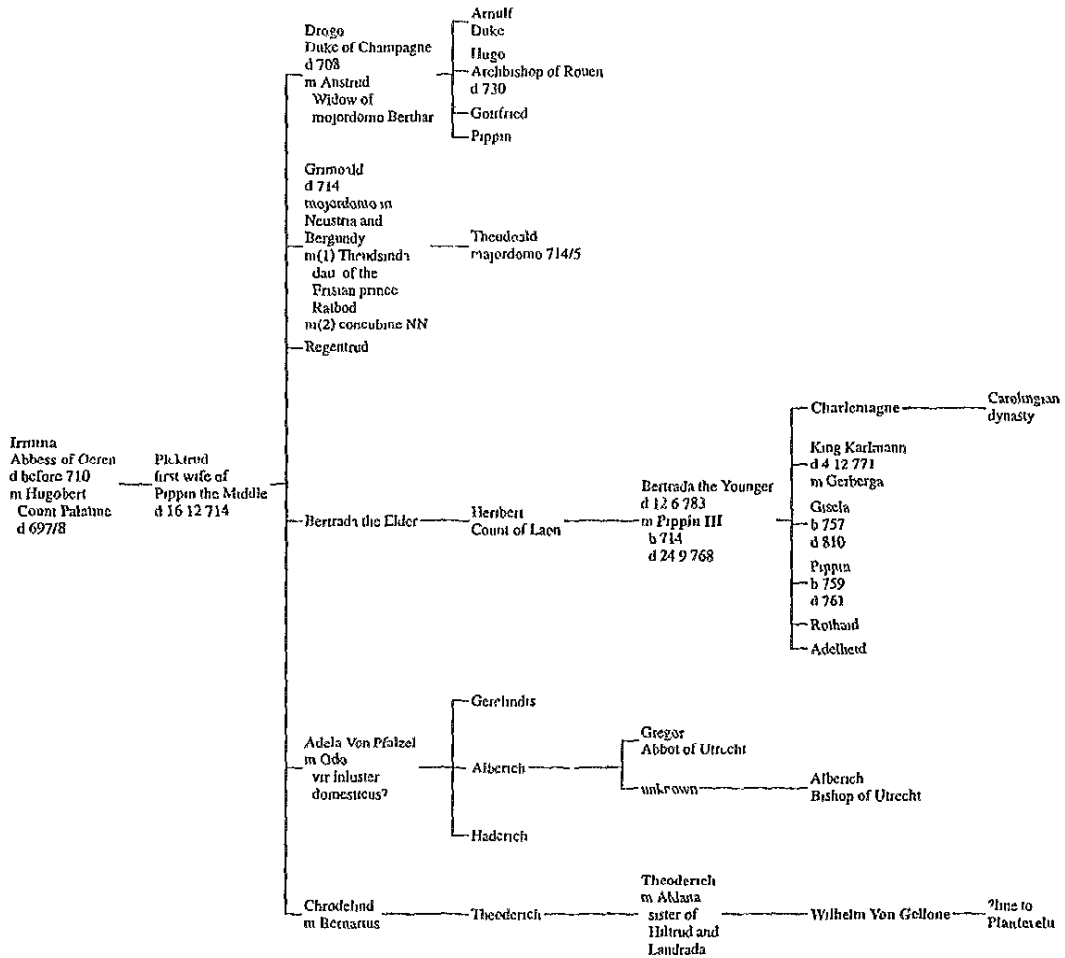 Irmina
Abbess of Oeren
d before 710
m Hugobert
Count Palatine
d 697/8
Plektrud
first wife of
Pippin the Middle
d 16 12 714
Drogo
Duke of Champagne
d 708
m Anstrud
Widow of
mojordomo Berthar
Arnulf
Duke
Hugo
Archbishop of Rouen
d 730
Gottfried
Pippin
Grimoald
d 714
mojordomo in
Neustria and
Bergundy
m(1) Theudsinda
dau of the
Frisian prince
Ratbod
m(2) concubine NN
Theudoald
majordomo 714/5
Regentrud
Bertrada the Elder
Heribert
Count of Laon
Bertrada the Younger
d 12 6 783
m Pippin III
b 714
d 24 9 768
Charlemagne
Carolingian
dynasty
King Karlmann
d 4 12 771
m Gerberga
Gisela
b 757
d 810
Pippin
b 759
d 761
Rothaid
Adelheid
Adela Von Pfalzel
m Odo
vir inluster
domesticus?
Gerelindis
Alberich
Haderich
Gregor
Abbot of Utrecht
unknown
Alberich
Bishop of Utrecht
Chrodelind
m Bernarius
Theoderich
Theoderich
m Aldana
sister of
Hiltrud and
Landrada
Wilhelm Von Gellone
?line to
Plantevelu